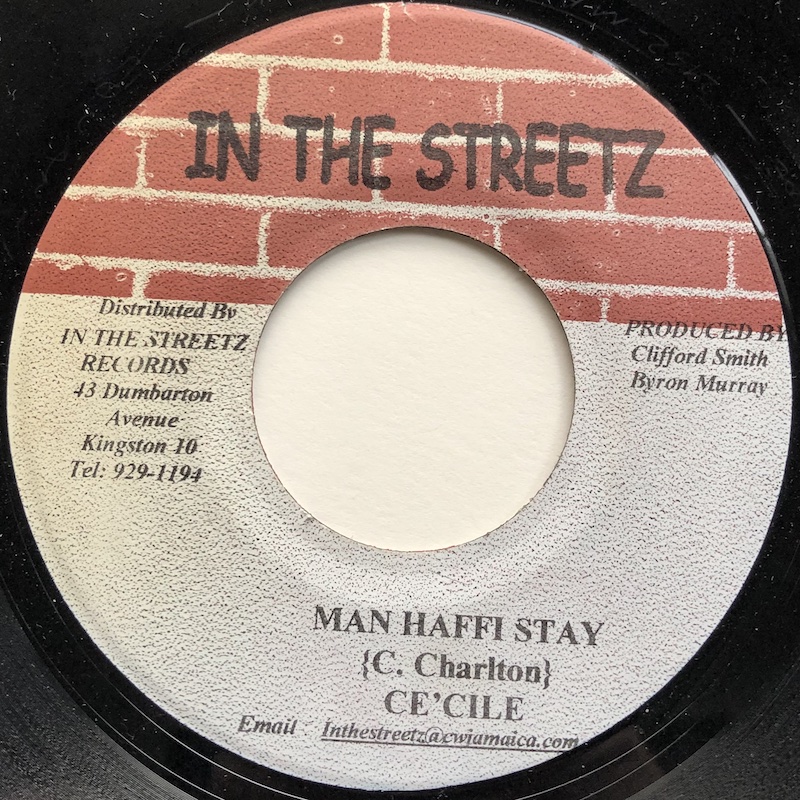 IN THE STREETZ
Distributed By
IN THE STREETZ
RECORDS
43 Dumbarton
Avenue
Kingston 10
Tel: 929-1194
PRODUCED BY
Clifford Smith
Byron Murray
MAN HAFFI STAY
{C. Charlton}
CE'CILE
Email Inthestreetz@cwjamaica.com